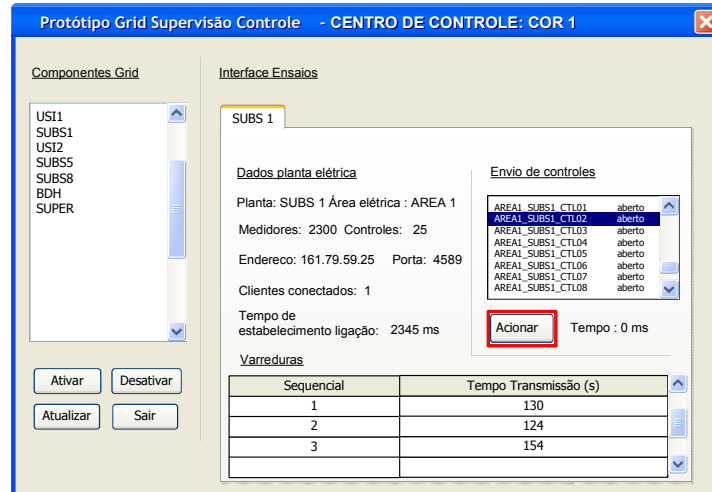 Protótipo Grid Supervisão Controle - CENTRO DE CONTROLE: COR 1
Componentes Grid
USI1
SUBS1
USI2
SUBS5
SUBS8
BDH
SUPER
Ativar Desativar
Atualizar Sair
Interface Ensaios
SUBS 1
Dados planta elétrica
Planta: SUBS 1 Área elétrica : AREA 1
Medidores: 2300 Controles: 25
Endereco: 161.79.59.25 Porta: 4589
Clientes conectados: 1
Tempo de
estabelecimento ligação: 2345 ms
Envio de controles
AREA1_SUBS1_CTL01 aberto
AREA1_SUBS1_CTL02 aberto
AREA1_SUBS1_CTL03 aberto
AREA1_SUBS1_CTL04 aberto
AREA1_SUBS1_CTL05 aberto
AREA1_SUBS1_CTL06 aberto
AREA1_SUBS1_CTL07 aberto
AREA1_SUBS1_CTL08 aberto
Acionar Tempo : 0 ms
Varreduras
Sequencial Tempo Transmissão (s)
1 130
2 124
3 154